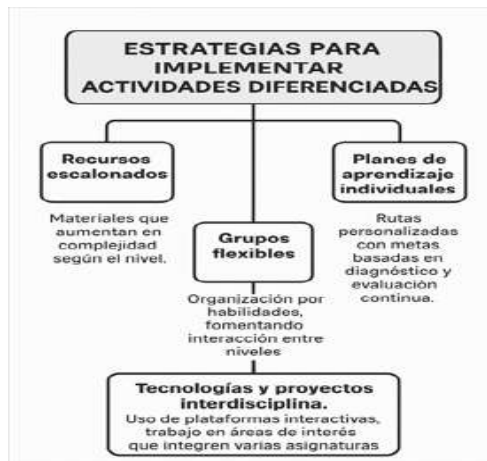 ESTRATEGIAS PARA
IMPLEMENTAR
ACTIVIDADES DIFERENCIADAS
Recursos
escalonados
Materiales que
aumentan en
complejidad
según el nivel.
Grupos
flexibles
Organización por
habilidades,
fomentando
interacción entre
niveles
Planes de
aprendizaje
individuales
Rutas
personalizadas
con metas
basadas en
diagnóstico y
evaluación
continua.
Tecnologías y proyectos
interdisciplina.
Uso de plataformas interactivas,
trabajo en áreas de interés
que integren varias asignaturas